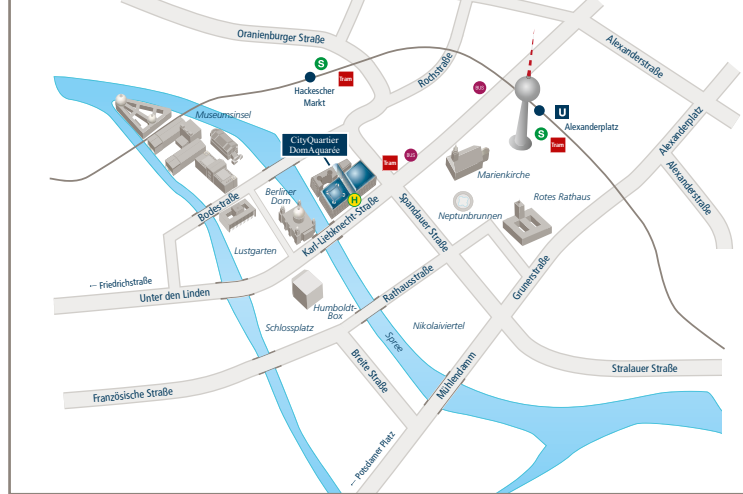 Oranienburger Straße
Alexanderstraße
S
Tram
Hackescher
Markt
Rochstraße
BUS
U
Alexanderplatz
S
Tram
Alexanderplatz
Museumsinsel
CityQuartier
DomAquarée
Tram
BUS
Marienkirche
Alexanderstraße
Berliner
Dom
H
Bodestraße
Karl-Liebknecht-Straße
Spandauer Straße
Neptunbrunnen
Rotes Rathaus
Lustgarten
← Friedrichstraße
Unter den Linden
Rathausstraße
Grunerstraße
Humboldt-
Box
Schlossplatz
Nikolaiviertel
Spree
Breite Straße
Mühlendamm
Stralauer Straße
Französische Straße
← Potsdamer Platz